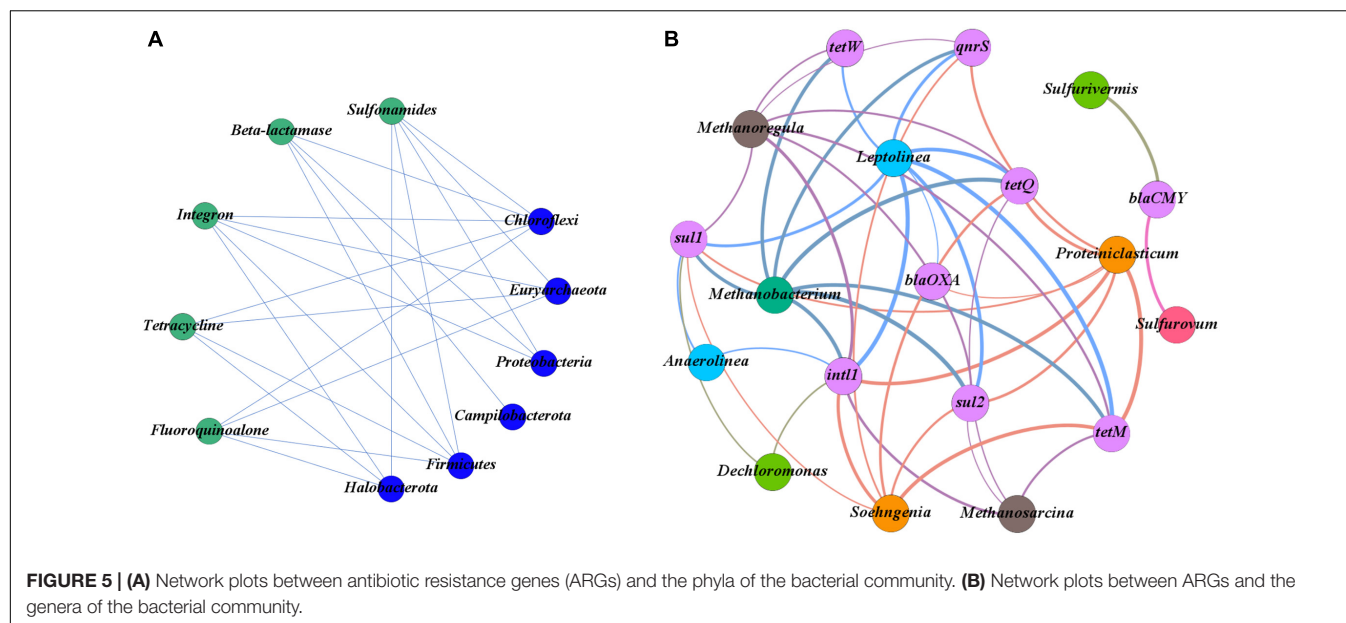 A
B
Sulfonamides
Beta-lactamase
Integron
Chloroflexi
Euryarchaeota
Tetracycline
Proteobacteria
Campilobacterota
Fluoroquinoalone
Firmicutes
Halobacterota
tetW
qnrS
Sulfurivermis
Methanoregula
Leptolinea
tetQ
blaCMY
sul1
Proteiniclasticum
blaOXA
Methanobacterium
Sulfurovum
Anaerolinea
intl1
sul2
tetM
Dechloromonas
Soehngenia
Methanosarcina
FIGURE 5 | (A) Network plots between antibiotic resistance genes (ARGs) and the phyla of the bacterial community. (B) Network plots between ARGs and the
genera of the bacterial community.